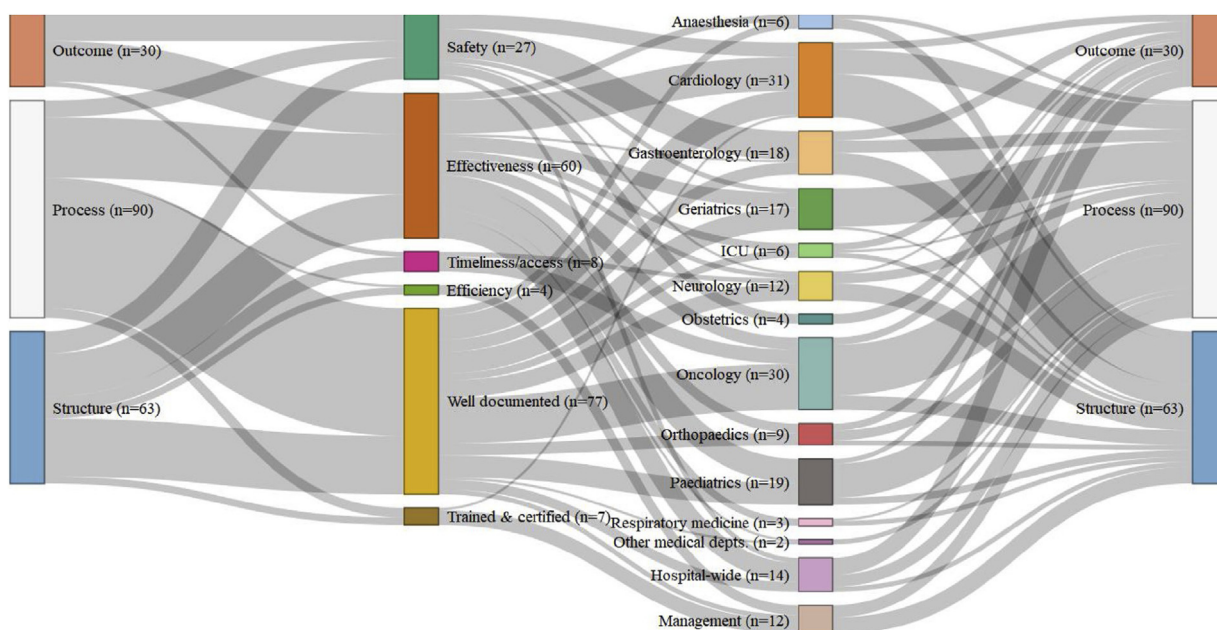 Outcome (n=30)
Process (n=90)
Structure (n=63)
Safety (n=27)
Effectiveness (n=60)
Timeliness/access (n=8)
Efficiency (n=4)
Well documented (n=77)
Trained & certified (n=7)
Anaesthesia (n=6)
Cardiology (n=31)
Gastroenterology (n=18)
Geriatrics (n=17)
ICU (n=6)
Neurology (n=12)
Obstetrics (n=4)
Oncology (n=30)
Orthopaedics (n=9)
Paediatrics (n=19)
Respiratory medicine (n=3)
Other medical depts. (n=2)
Hospital-wide (n=14)
Management (n=12)
Outcome (n=30)
Process (n=90)
Structure (n=63)